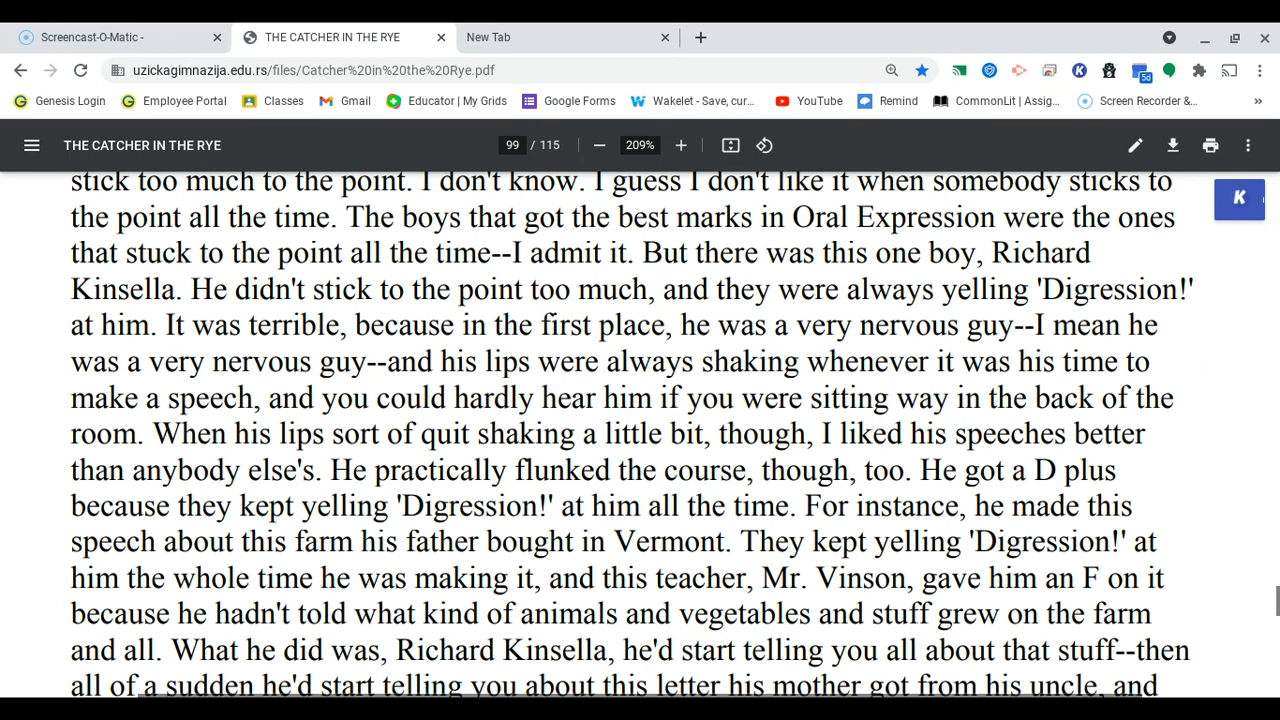 Screencast-O-Matic -
THE CATCHER IN THE RYE
New Tab
uzickagimnazija.edu.rs/files/Catcher%20in%20the%20Rye.pdf
5d
Genesis Login
Employee Portal
Classes
Gmail
Educator | My Grids
Google Forms
Wakelet - Save, cur...
YouTube
Remind
CommonLit | Assig...
Screen Recorder &...
THE CATCHER IN THE RYE
99 / 115
209%
K
stick too much to the point. I don't know. I guess I don't like it when somebody sticks to
the point all the time. The boys that got the best marks in Oral Expression were the ones
that stuck to the point all the time--I admit it. But there was this one boy, Richard
Kinsella. He didn't stick to the point too much, and they were always yelling 'Digression!'
at him. It was terrible, because in the first place, he was a very nervous guy--I mean he
was a very nervous guy--and his lips were always shaking whenever it was his time to
make a speech, and you could hardly hear him if you were sitting way in the back of the
room. When his lips sort of quit shaking a little bit, though, I liked his speeches better
than anybody else's. He practically flunked the course, though, too. He got a D plus
because they kept yelling 'Digression!' at him all the time. For instance, he made this
speech about this farm his father bought in Vermont. They kept yelling 'Digression!' at
him the whole time he was making it, and this teacher, Mr. Vinson, gave him an F on it
because he hadn't told what kind of animals and vegetables and stuff grew on the farm
and all. What he did was, Richard Kinsella, he'd start telling you all about that stuff--then
all of a sudden he'd start telling you about this letter his mother got from his uncle, and